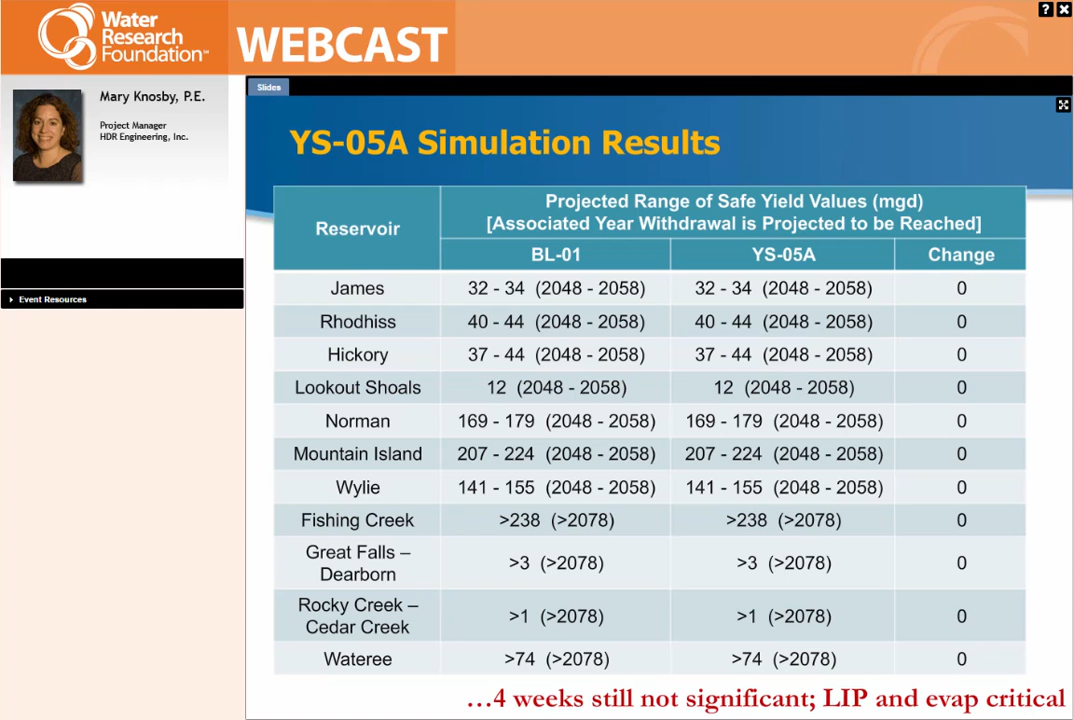 Water
Research
Foundation™
WEBCAST
Mary Knosby, P.E.
Project Manager
HDR Engineering, Inc.
Event Resources
Slides
YS-05A Simulation Results
Reservoir
Projected Range of Safe Yield Values (mgd)
[Associated Year Withdrawal is Projected to be Reached]
BL-01 YS-05A Change
James 32 - 34 (2048 - 2058) 32 - 34 (2048 - 2058) 0
Rhodhiss 40 - 44 (2048 - 2058) 40 - 44 (2048 - 2058) 0
Hickory 37 - 44 (2048 - 2058) 37 - 44 (2048 - 2058) 0
Lookout Shoals 12 (2048 - 2058) 12 (2048 - 2058) 0
Norman 169 - 179 (2048 - 2058) 169 - 179 (2048 - 2058) 0
Mountain Island 207 - 224 (2048 - 2058) 207 - 224 (2048 - 2058) 0
Wylie 141 - 155 (2048 - 2058) 141 - 155 (2048 - 2058) 0
Fishing Creek >238 (>2078) >238 (>2078) 0
Great Falls –
Dearborn >3 (>2078) >3 (>2078) 0
Rocky Creek –
Cedar Creek >1 (>2078) >1 (>2078) 0
Wateree >74 (>2078) >74 (>2078) 0
...4 weeks still not significant; LIP and evap critical